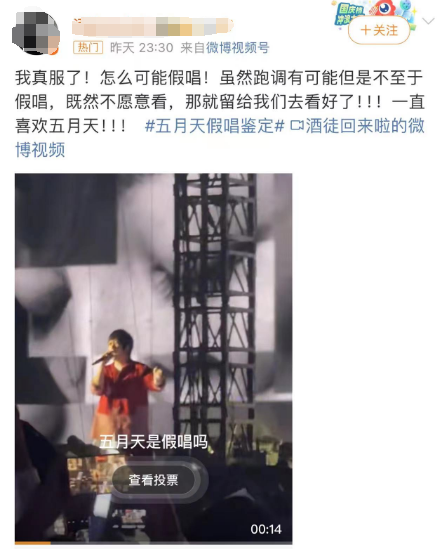 国庆
+关注
热门 昨天 23:30 来自微博视频号
我真服了！怎么可能假唱！虽然跑调有可能但是不至于
假唱，既然不愿意看，那就留给我们去看好了!!! 一直
喜欢五月天!!! #五月天假唱鉴定# 酒徒回来啦的微
博视频
五月天是假唱吗
查看投票
00:14